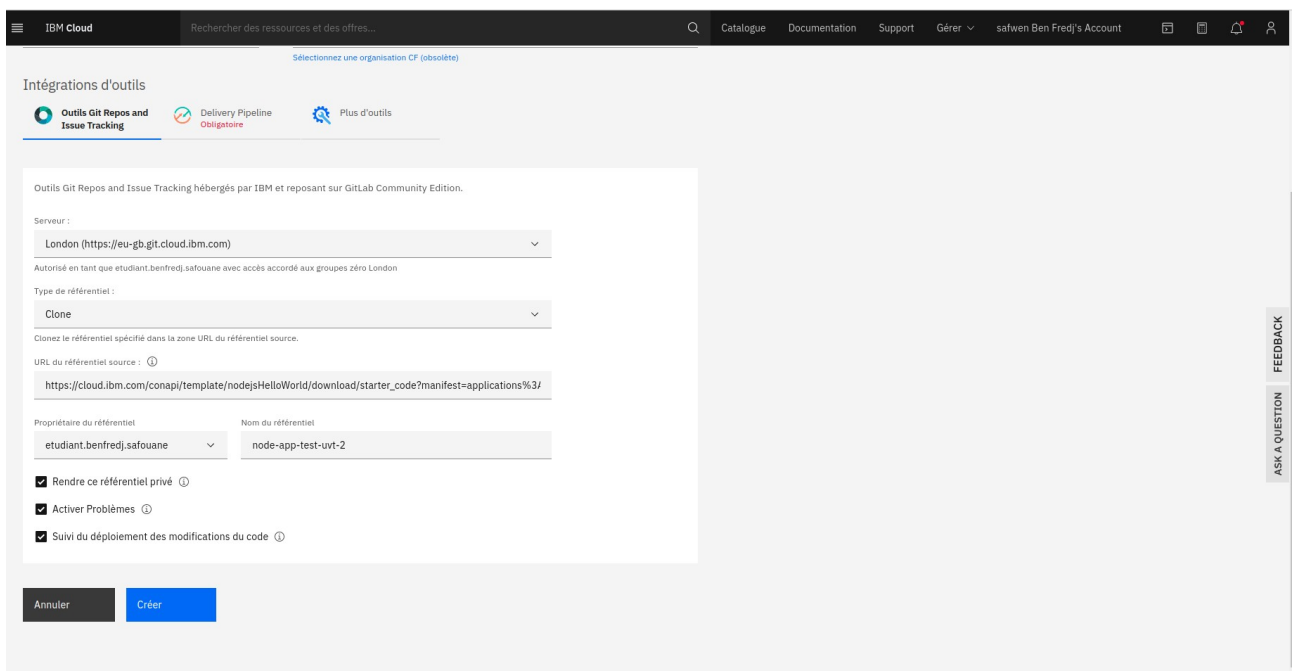 IBM Cloud
Rechercher des ressources et des offres...
Catalogue
Documentation
Support
Gérer
safwen Ben Fredj's Account
Sélectionnez une organisation CF (obsolète)
Intégrations d'outils
Outils Git Repos and
Issue Tracking
Delivery Pipeline
Obligatoire
Plus d'outils
Outils Git Repos and Issue Tracking hébergés par IBM et reposant sur GitLab Community Edition.
Serveur :
London (https://eu-gb.git.cloud.ibm.com)
Autorisé en tant que etudiant.benfredj.safouane avec accès accordé aux groupes zéro London
Type de référentiel :
Clone
Clonez le référentiel spécifié dans la zone URL du référentiel source.
URL du référentiel source :
https://cloud.ibm.com/conapi/template/nodejsHelloWorld/download/starter_code?manifest=applications%3A
Propriétaire du référentiel
Nom du référentiel
etudiant.benfredj.safouane
node-app-test-uvt-2
Rendre ce référentiel privé
Activer Problèmes
Suivi du déploiement des modifications du code
Annuler
Créer
FEEDBACK
ASK A QUESTION